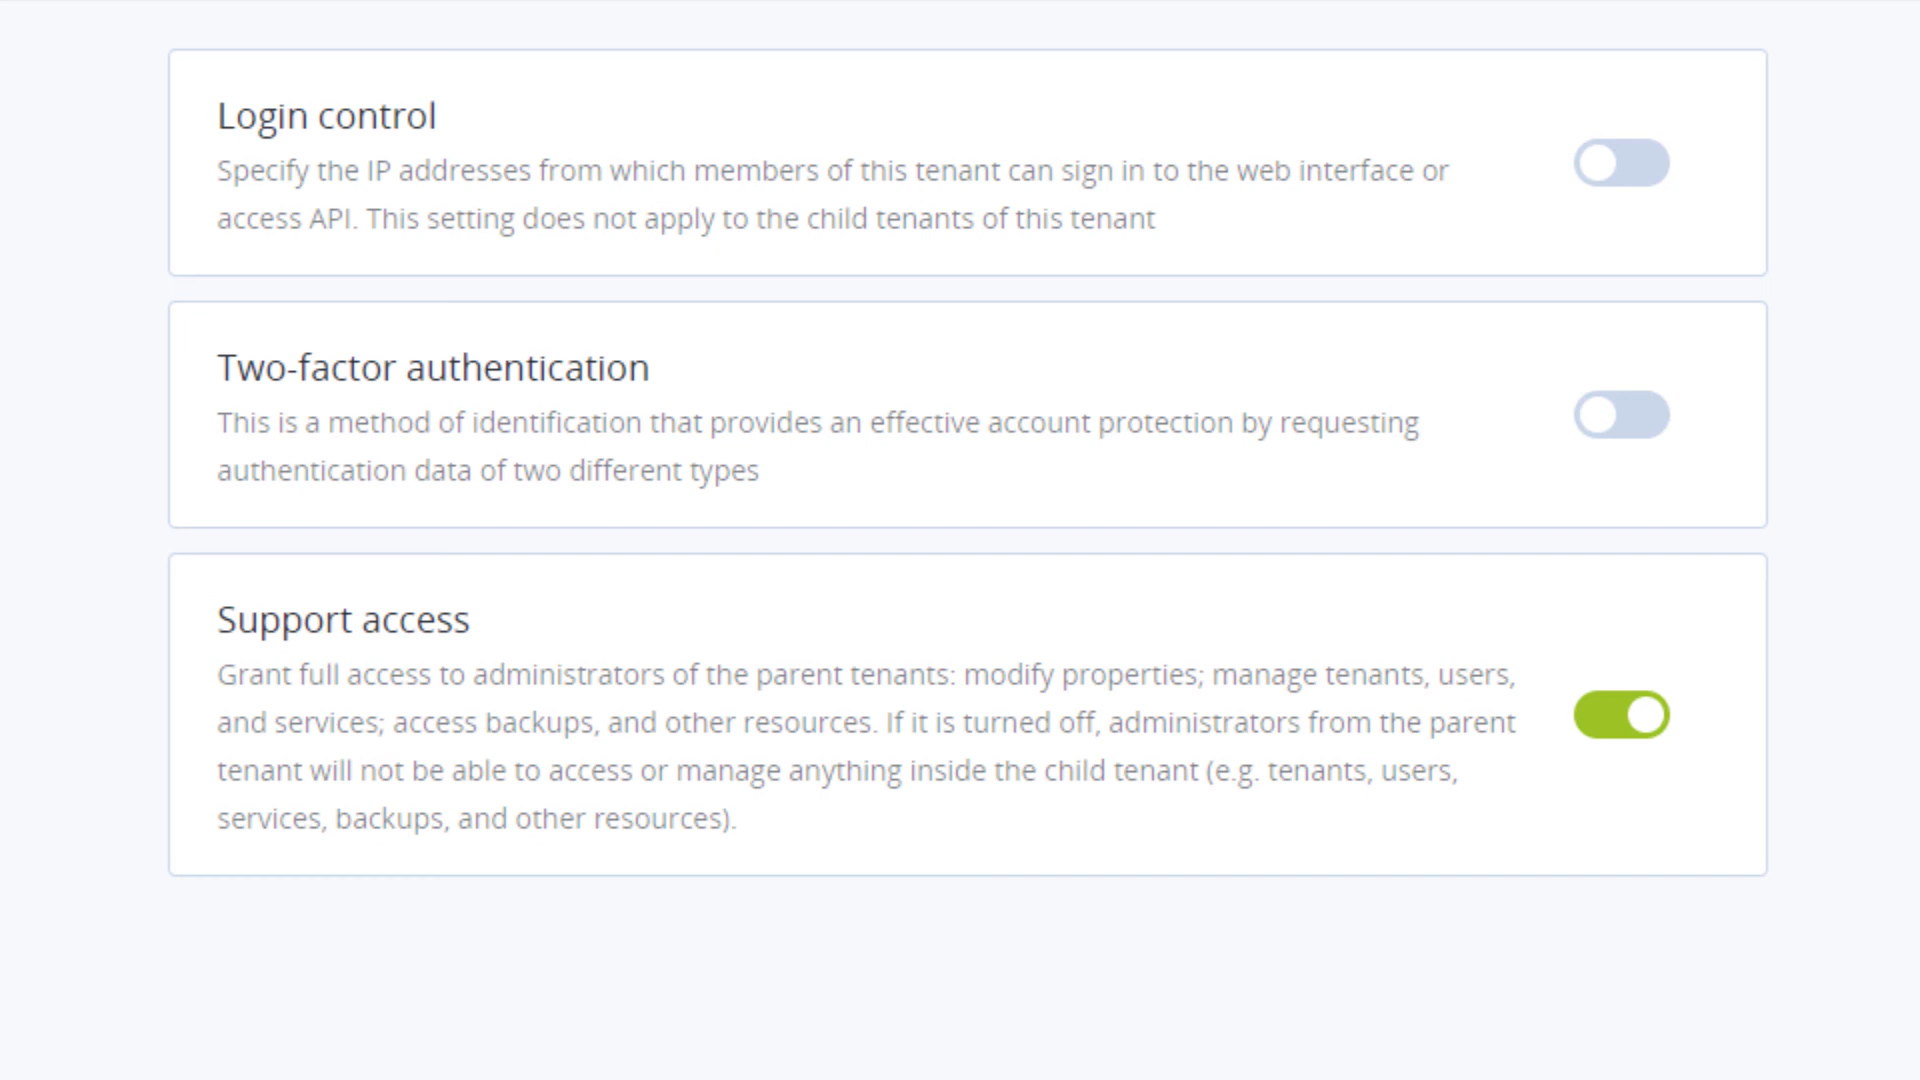 Login control
Specify the IP addresses from which members of this tenant can sign in to the web interface or
access API. This setting does not apply to the child tenants of this tenant
Two-factor authentication
This is a method of identification that provides an effective account protection by requesting
authentication data of two different types
Support access
Grant full access to administrators of the parent tenants: modify properties; manage tenants, users,
and services; access backups, and other resources. If it is turned off, administrators from the parent
tenant will not be able to access or manage anything inside the child tenant (e.g. tenants, users,
services, backups, and other resources).